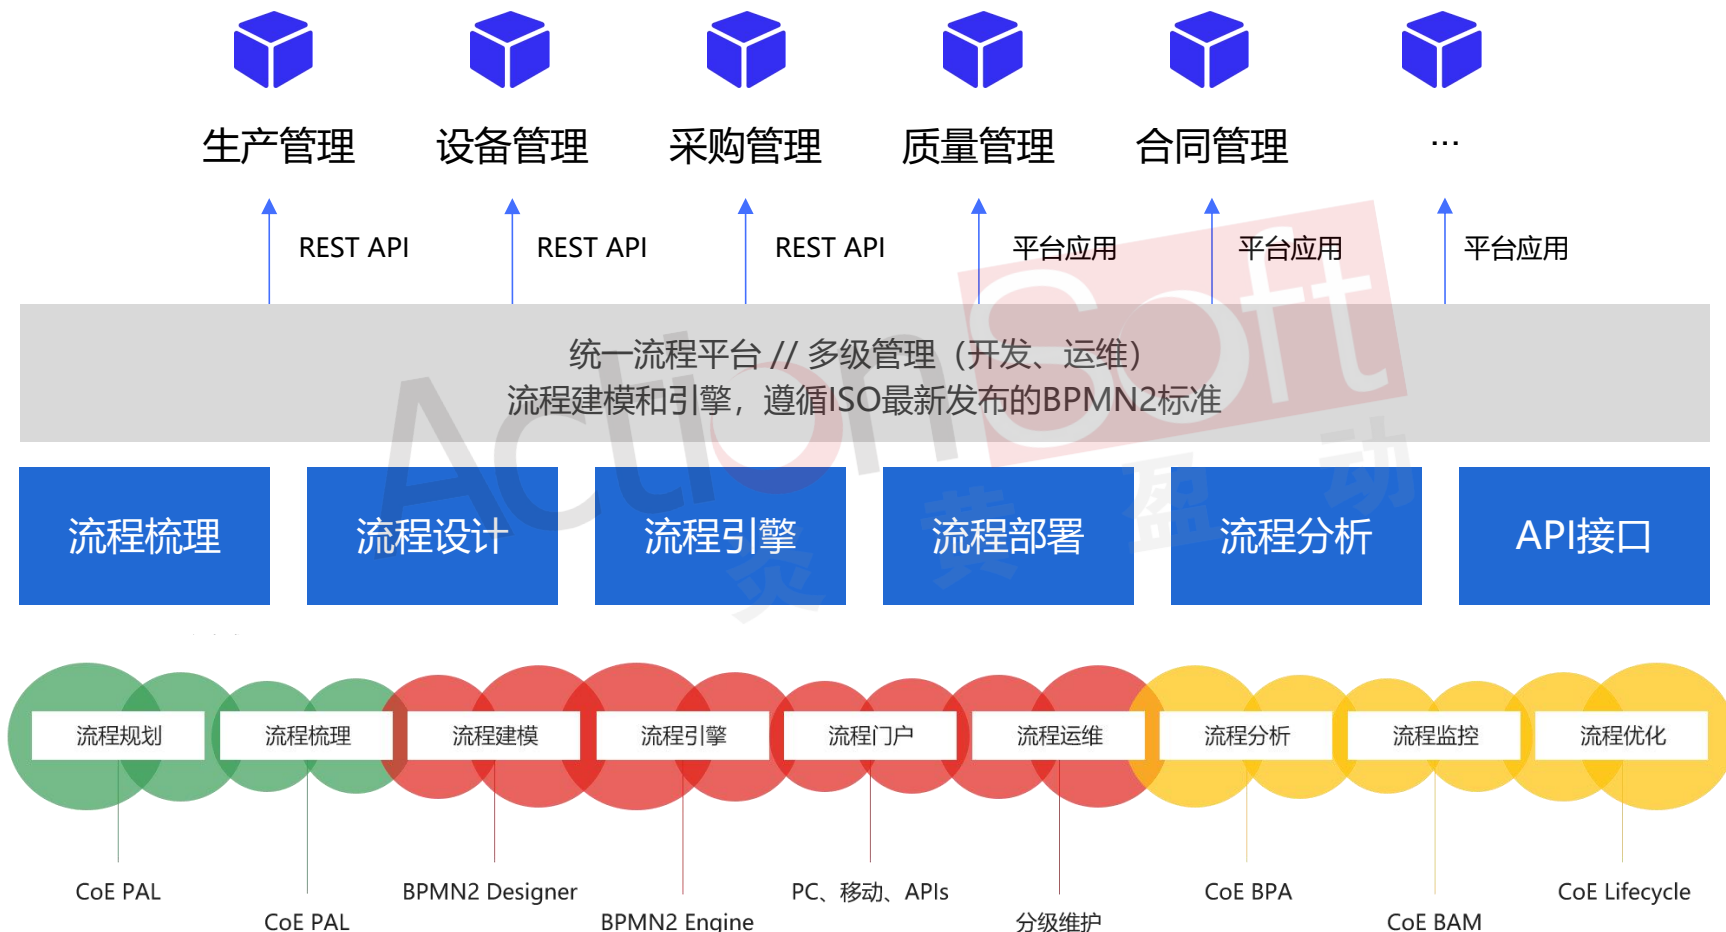 生产管理
设备管理
采购管理
质量管理
合同管理
...
REST API
REST API
REST API
平台应用
平台应用
平台应用
统一流程平台 // 多级管理（开发、运维）
流程建模和引擎，遵循ISO最新发布的BPMN2标准
ActionSoft
炎黄盈动
流程梳理
流程设计
流程引擎
流程部署
流程分析
API接口
流程规划
流程梳理
流程建模
流程引擎
流程门户
流程运维
流程分析
流程监控
流程优化
CoE PAL
CoE PAL
BPMN2 Designer
BPMN2 Engine
PC、移动、APIs
分级维护
CoE BPA
CoE BAM
CoE Lifecycle